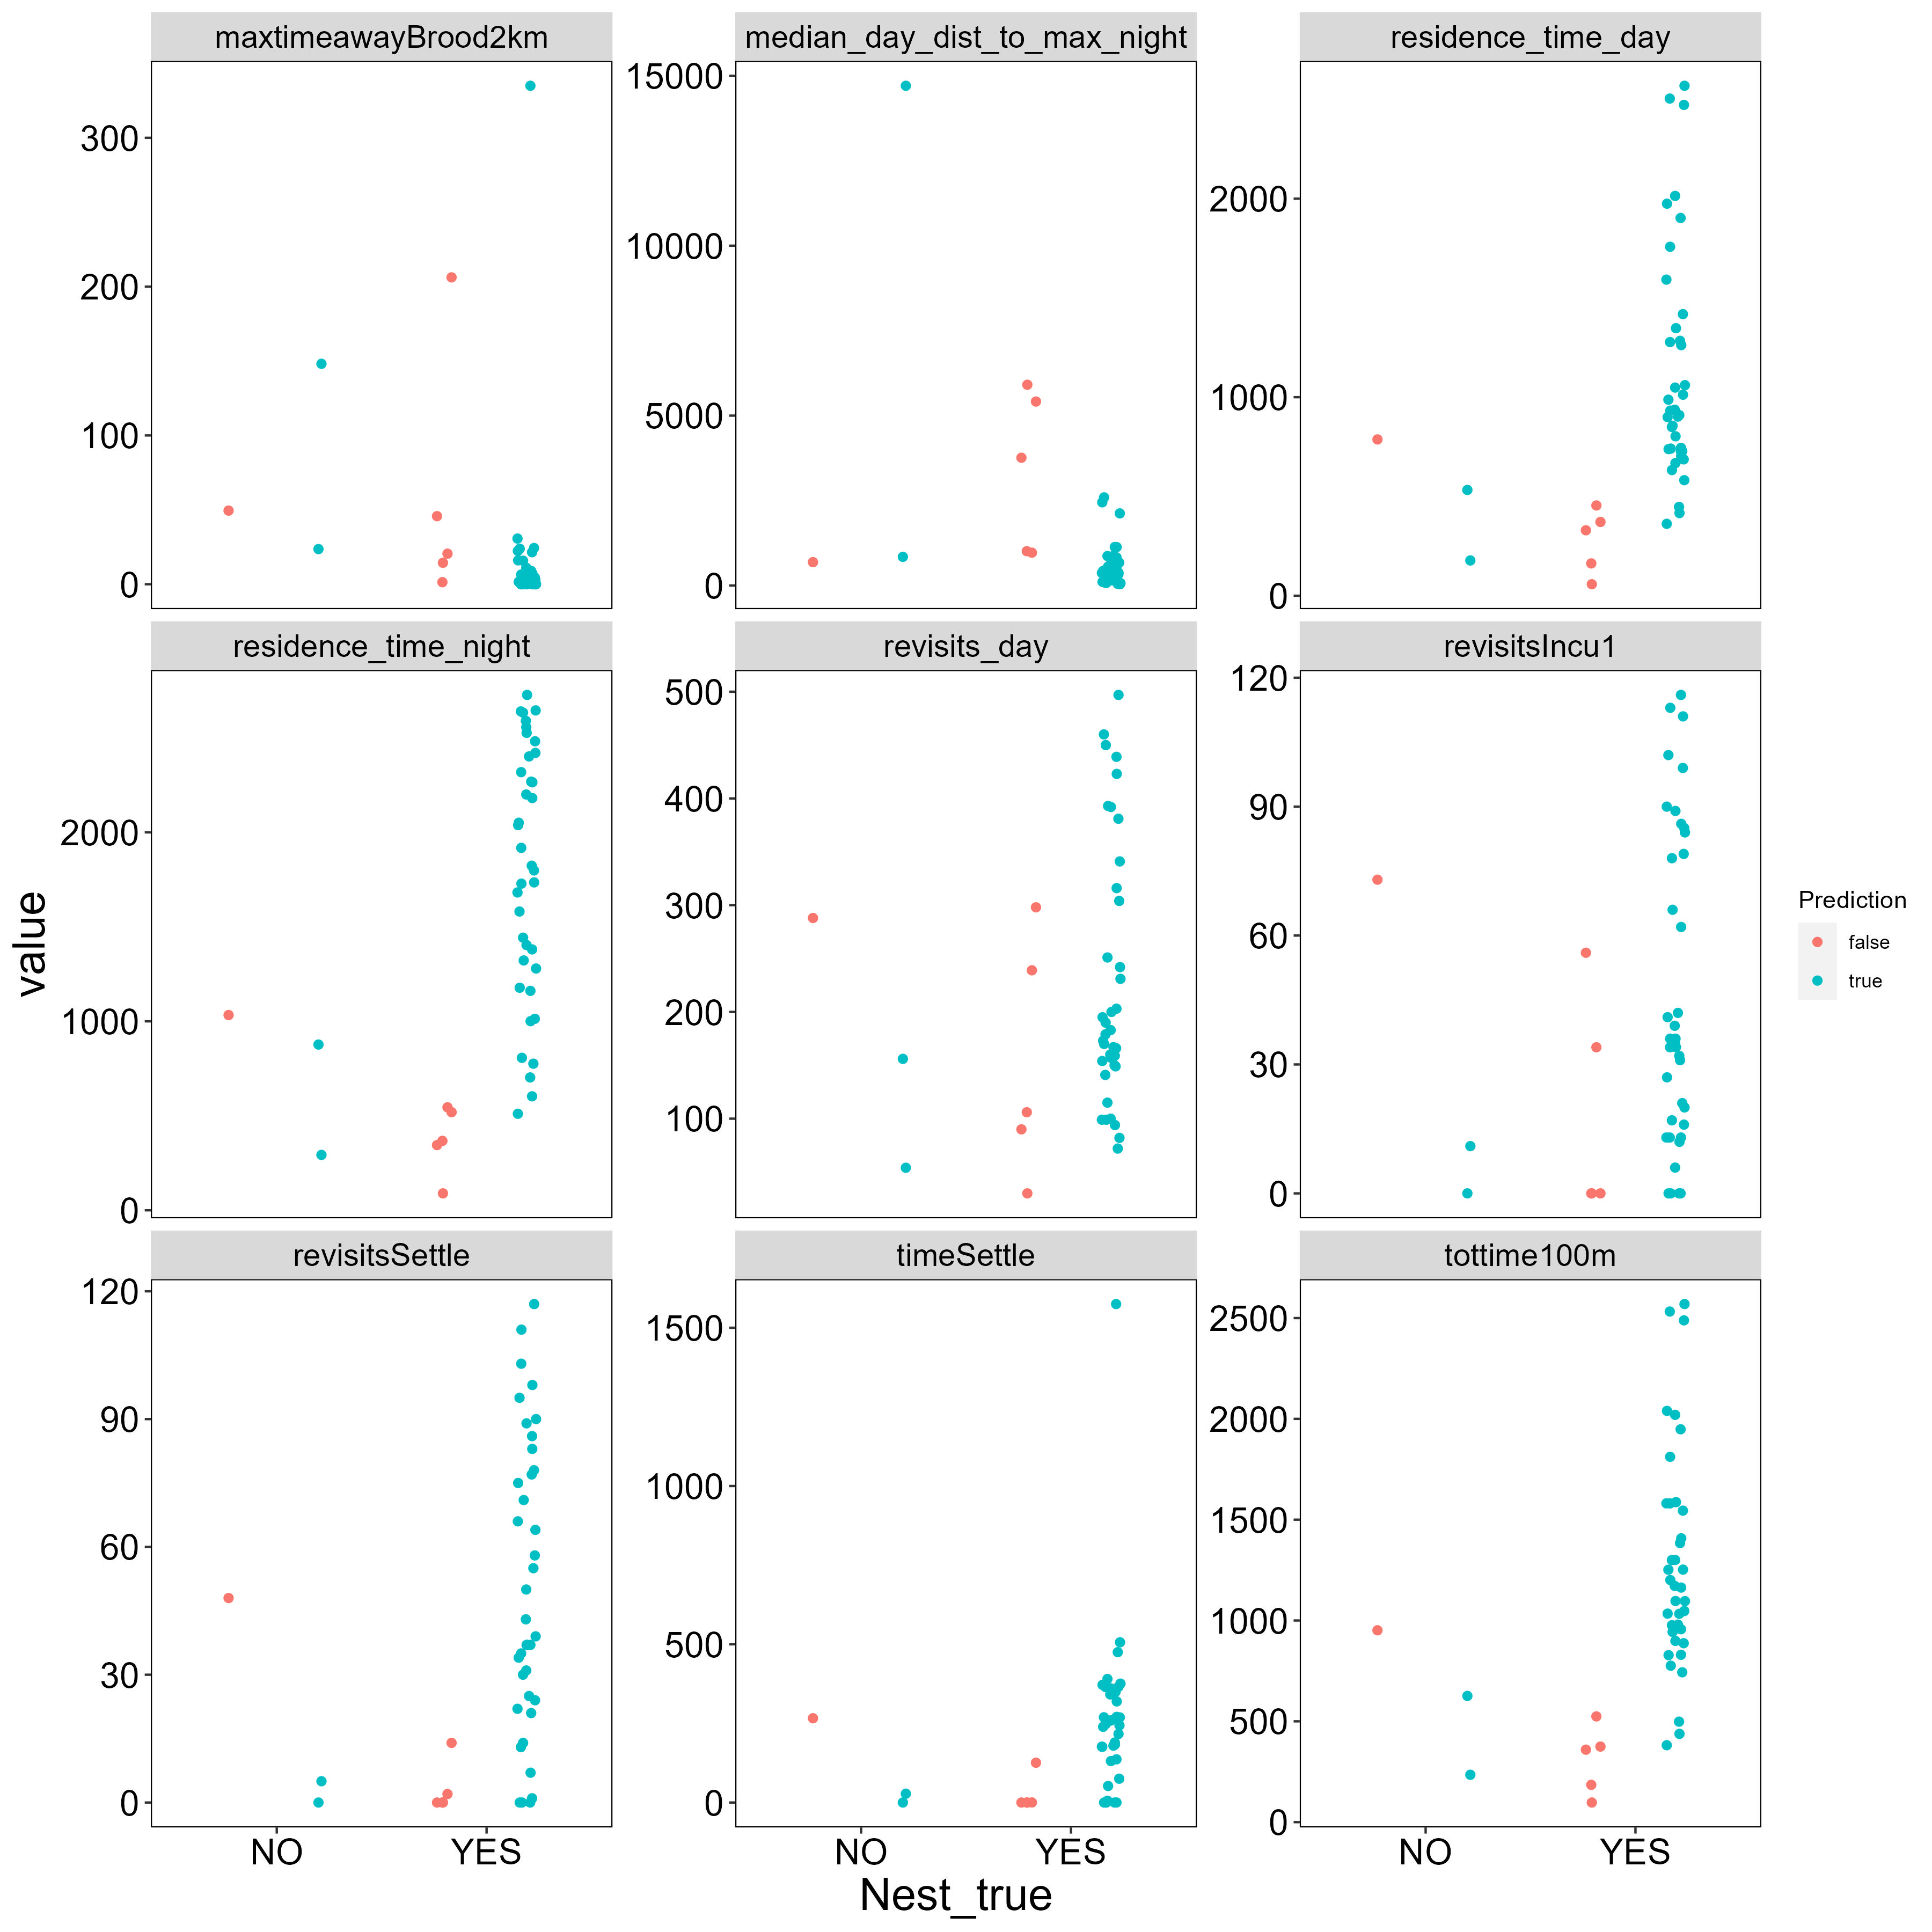 maxtimeawayBrood2km
median_day_dist_to_max_night
residence_time_day
300
200
100
0
15000
10000
5000
0
2000
1000
0
residence_time_night
revisits_day
revisitsIncu1
2000
1000
0
500
400
300
200
100
120
90
60
30
0
revisitsSettle
timeSettle
tottime100m
120
90
60
30
0
1500
1000
500
0
2500
2000
1500
1000
500
0
NO YES
NO YES
NO YES
Nest_true
value
Prediction
false
true